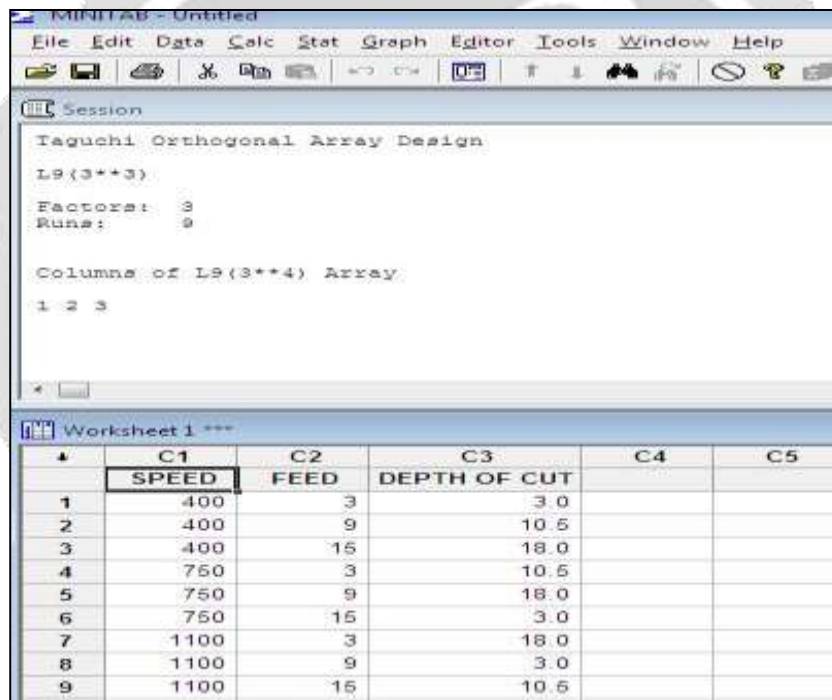 MINITAB - Untitled
File Edit Data Calc Stat Graph Editor Tools Window Help
Session
Taguchi Orthogonal Array Design
L9(3**3)
Factors: 3
Runs: 9
Columns of L9(3**4) Array
1 2 3
Worksheet 1 ***
C1 C2 C3 C4 C5
SPEED FEED DEPTH OF CUT
1 400 3 3.0
2 400 9 10.5
3 400 15 18.0
4 750 3 10.5
5 750 9 18.0
6 750 15 3.0
7 1100 3 18.0
8 1100 9 3.0
9 1100 15 10.5